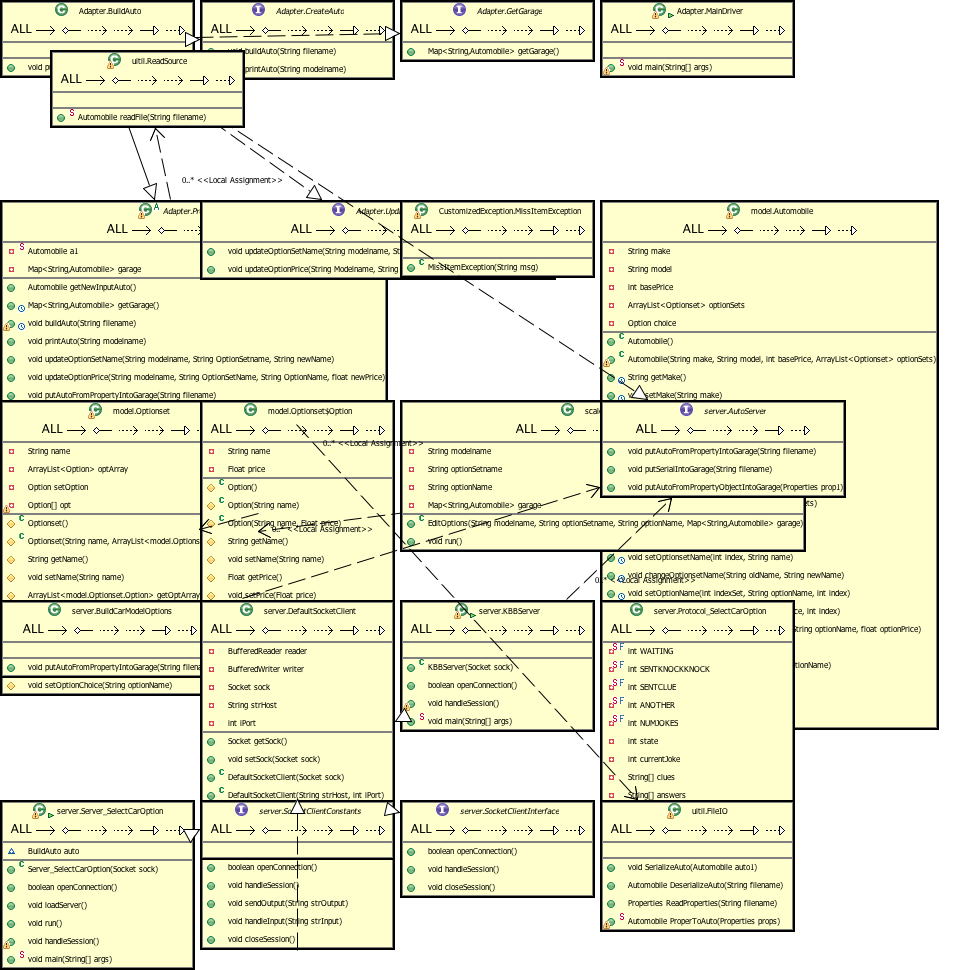 Adapter.BuildAuto
ALL
void p
Adapter.CreateAuto
ALL
void buildAuto(String filename)
printAuto(String modelname)
Adapter.GetGarage
ALL
Map<String,Automobile> getGarage()
Adapter.MainDriver
ALL
void main(String[] args)
uitil.ReadSource
ALL
Automobile readFile(String filename)
0..* <<Local Assignment>>
Adapter.Pr
ALL
Automobile a1
Map<String,Automobile> garage
Automobile getNewInputAuto()
Map<String,Automobile> getGarage()
void buildAuto(String filename)
void printAuto(String modelname)
void updateOptionSetName(String modelname, String OptionSetname, String newName)
void updateOptionPrice(String modelname, String OptionSetName, String OptionName, float newPrice)
void putAutoFromPropertyIntoGarage(String filename)
Adapter.Upda
ALL
void updateOptionSetName(String modelname, St
void updateOptionPrice(String Modelname, String
CustomizedException.MissItemException
ALL
MissItemException(String msg)
model.Automobile
ALL
String make
String model
int basePrice
ArrayList<Optionset> optionSets
Option choice
Automobile()
Automobile(String make, String model, int basePrice, ArrayList<Optionset> optionSets)
String getMake()
setMake(String make)
ets)
void setOptionsetName(int index, String name)
void changeOptionsetName(String oldName, String newName)
void setOptionName(int indexSet, String optionName, int index)
ce, int index)
tring optionName, float optionPrice)
ionName)
model.Optionset
ALL
String name
ArrayList<Option> optArray
Option setOption
Option[] opt
Optionset()
Optionset(String name, ArrayList<model.Options
String getName()
void setName(String name)
ArrayList<model.Optionset.Option> getOptArray
void setOptionChoice(String optionName)
model.Optionset$Option
ALL
0..* <<Local Assignment>>
String name
Float price
Option()
Option(String name)
Option(String name, Float price)
0..* <<Local Assignment>>
String getName()
void setName(String name)
Float getPrice()
void setPrice(Float price)
scale
ALL
String modelname
String optionSetname
String optionName
Map<String,Automobile> garage
EditOptions(String modelname, String optionSetname, String optionName, Map<String,Automobile> garage)
void run()
server.AutoServer
ALL
void putAutoFromPropertyIntoGarage(String filename)
void putSerialIntoGarage(String filename)
void putAutoFromPropertyObjectIntoGarage(Properties prop1)
0..* <<Local Assignment>>
server.BuildCarModelOptions
ALL
void putAutoFromPropertyIntoGarage(String filena
server.DefaultSocketClient
ALL
BufferedReader reader
BufferedWriter writer
Socket sock
String strHost
int iPort
Socket getSock()
void setSock(Socket sock)
DefaultSocketClient(Socket sock)
DefaultSocketClient(String strHost, int iPort)
server.KBBServer
ALL
KBBServer(Socket sock)
boolean openConnection()
void handleSession()
void main(String[] args)
server.Protocol_SelectCarOption
ALL
int WAITING
int SENTKNOCKKNOCK
int SENTCLUE
int ANOTHER
int NUMJOKES
int state
int currentJoke
String[] clues
String[] answers
server.Server_SelectCarOption
ALL
BuildAuto auto
Server_SelectCarOption(Socket sock)
boolean openConnection()
void loadServer()
void run()
void handleSession()
void main(String[] args)
server.SocketClientConstants
ALL
boolean openConnection()
void handleSession()
void sendOutput(String strOutput)
void handleInput(String strInput)
void closeSession()
server.SocketClientInterface
ALL
boolean openConnection()
void handleSession()
void closeSession()
uitil.FileIO
ALL
void SerializeAuto(Automobile auto1)
Automobile DeserializeAuto(String filename)
Properties ReadProperties(String filename)
Automobile ProperToAuto(Properties props)